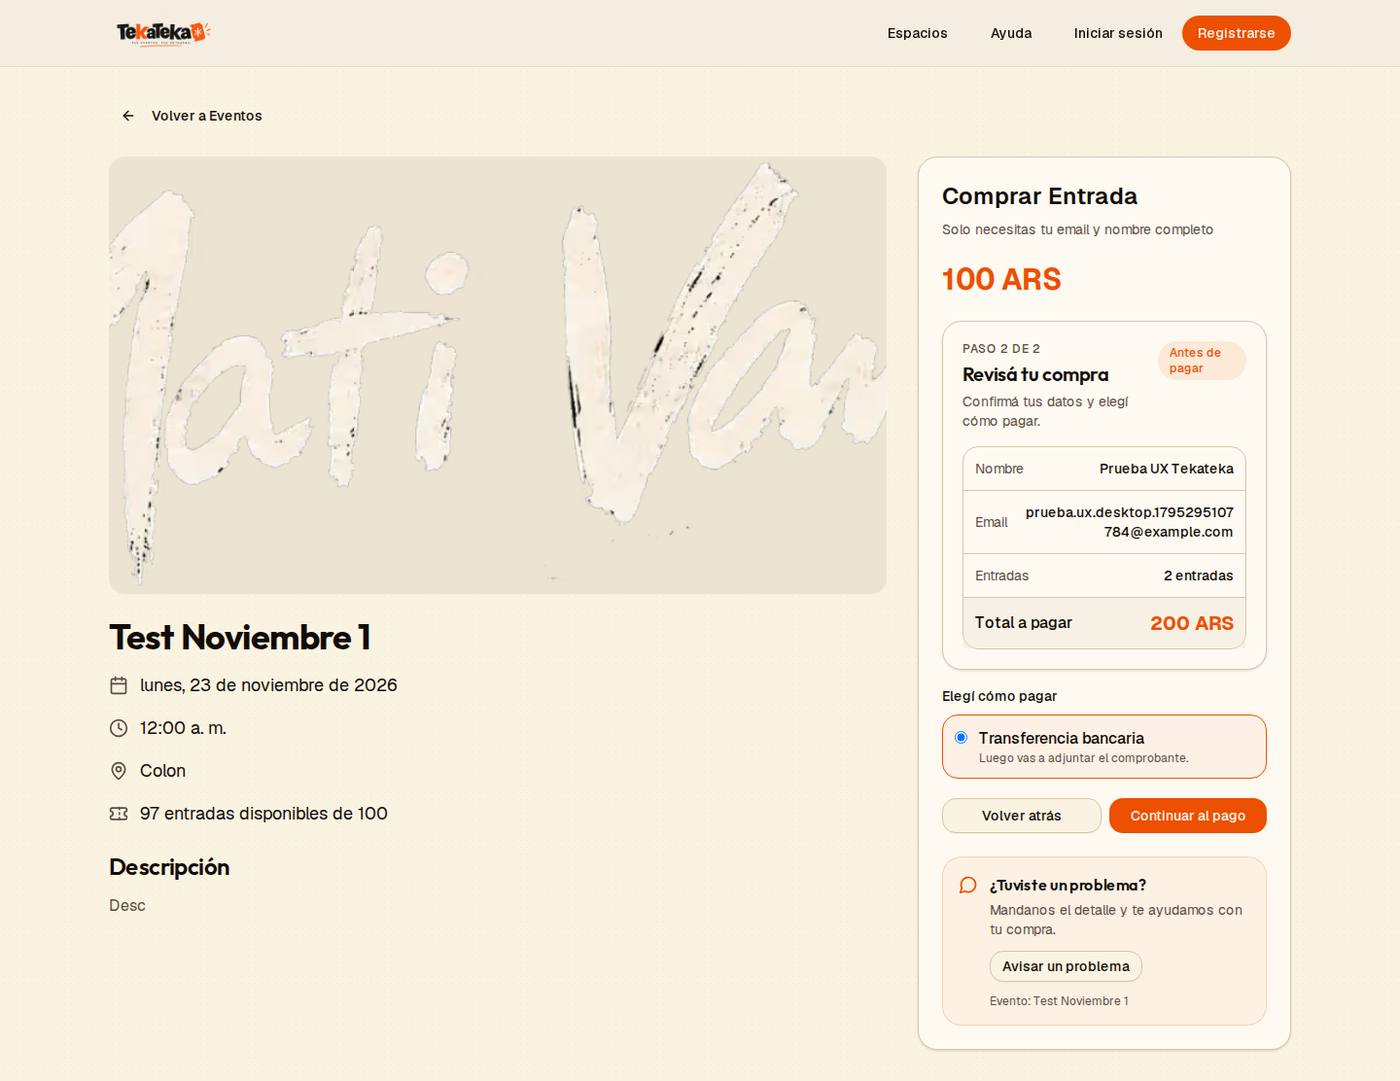 TekaTeka
Espacios
Ayuda
Iniciar sesión
Registrarse
Volver a Eventos
Mati Van
Test Noviembre 1
lunes, 23 de noviembre de 2026
12:00 a. m.
Colon
97 entradas disponibles de 100
Descripción
Desc
Comprar Entrada
Solo necesitas tu email y nombre completo
100 ARS
PASO 2 DE 2
Antes de
pagar
Revisá tu compra
Confirmá tus datos y elegí
cómo pagar.
Nombre
Prueba UX Tekateka
Email
prueba.ux.desktop.1795295107
784@example.com
Entradas
2 entradas
Total a pagar
200 ARS
Elegí cómo pagar
Transferencia bancaria
Luego vas a adjuntar el comprobante.
Volver atrás
Continuar al pago
¿Tuviste un problema?
Mandanos el detalle y te ayudamos con
tu compra.
Avisar un problema
Evento: Test Noviembre 1